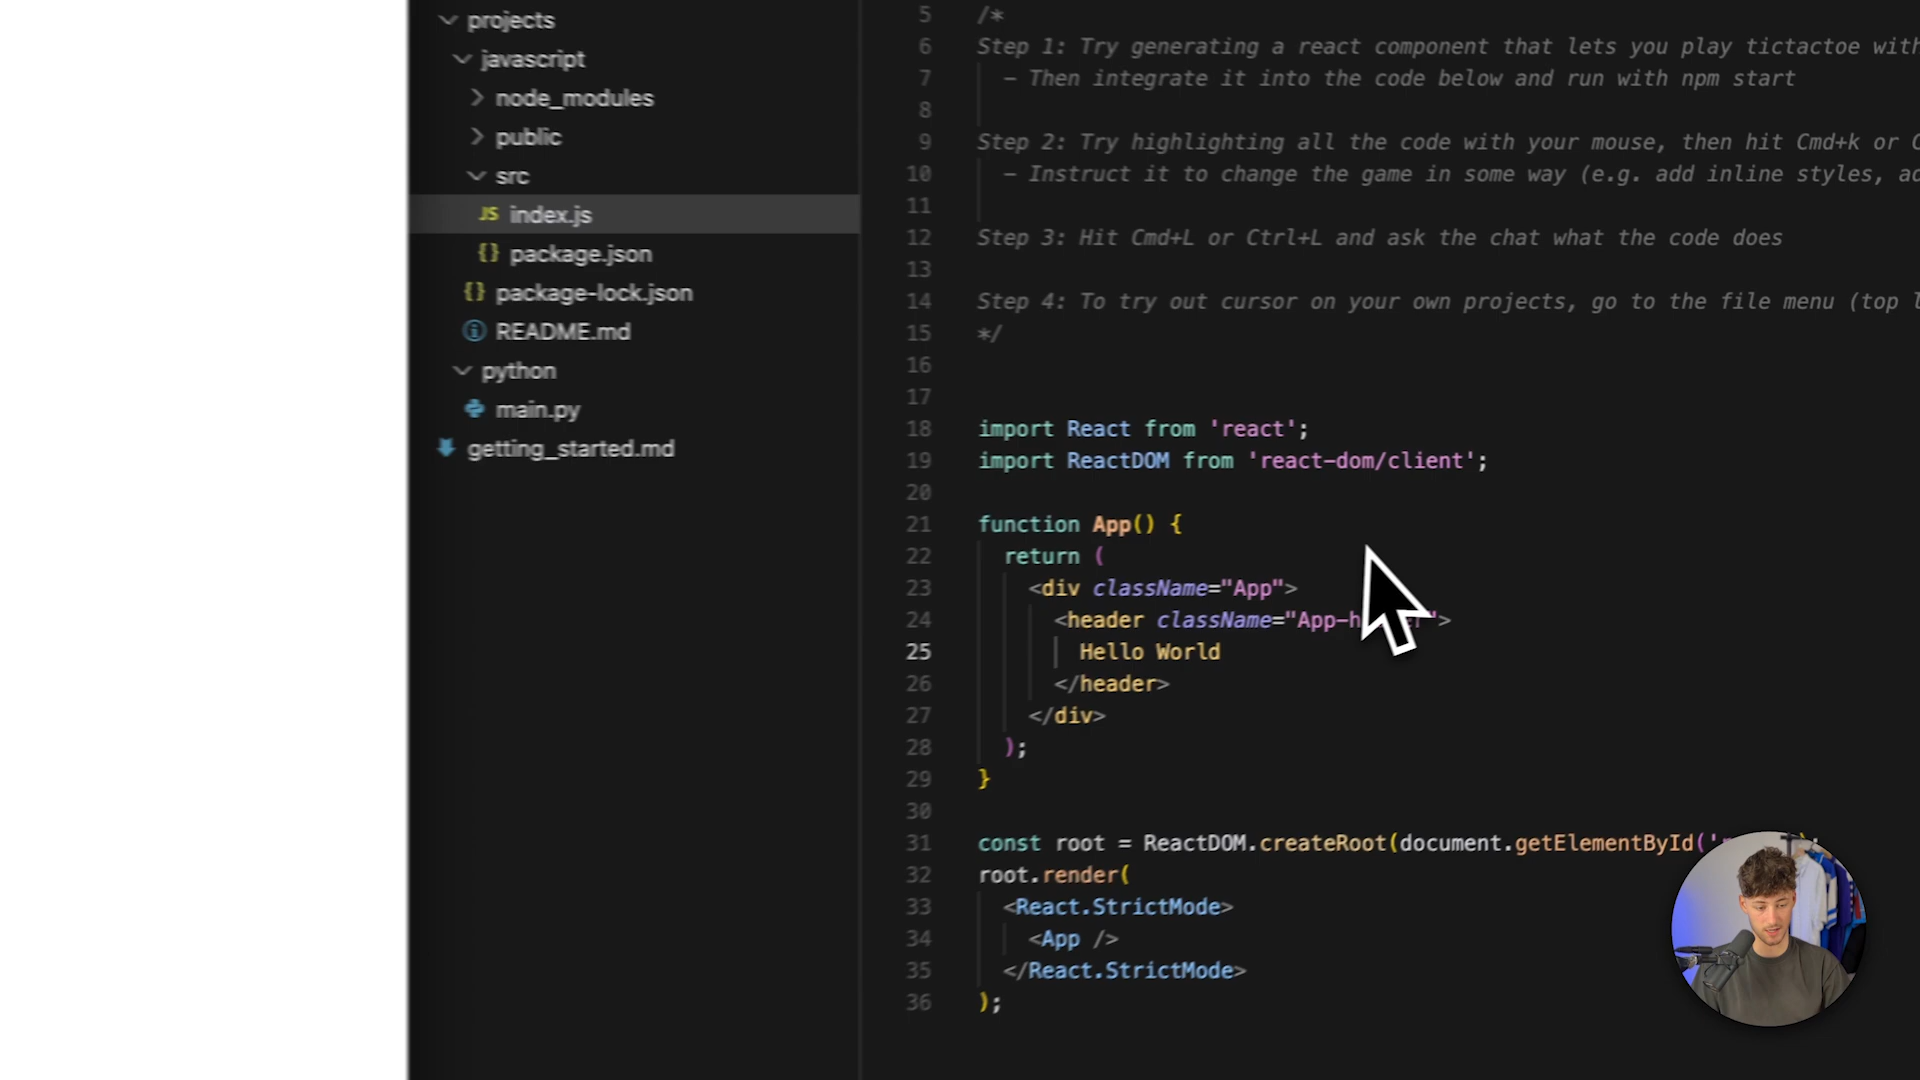 projects
javascript
node_modules
public
src
JS index.js
{} package.json
{} package-lock.json
README.md
python
main.py
getting_started.md
5 /*
6 Step 1: Try generating a react component that lets you play tictactoe with
7 – Then integrate it into the code below and run with npm start
8
9 Step 2: Try highlighting all the code with your mouse, then hit Cmd+k or C
10 – Instruct it to change the game in some way (e.g. add inline styles, ad
11
12 Step 3: Hit Cmd+L or Ctrl+L and ask the chat what the code does
13
14 Step 4: To try out cursor on your own projects, go to the file menu (top l
15 */
16
17
18 import React from 'react';
19 import ReactDOM from 'react-dom/client';
20
21 function App() {
22 return (
23 <div className="App">
24 <header className="App-h">
25 Hello World
26 </header>
27 </div>
28 );
29 }
30
31 const root = ReactDOM.createRoot(document.getElementById('
32 root.render(
33 <React.StrictMode>
34 <App />
35 </React.StrictMode>
36 );